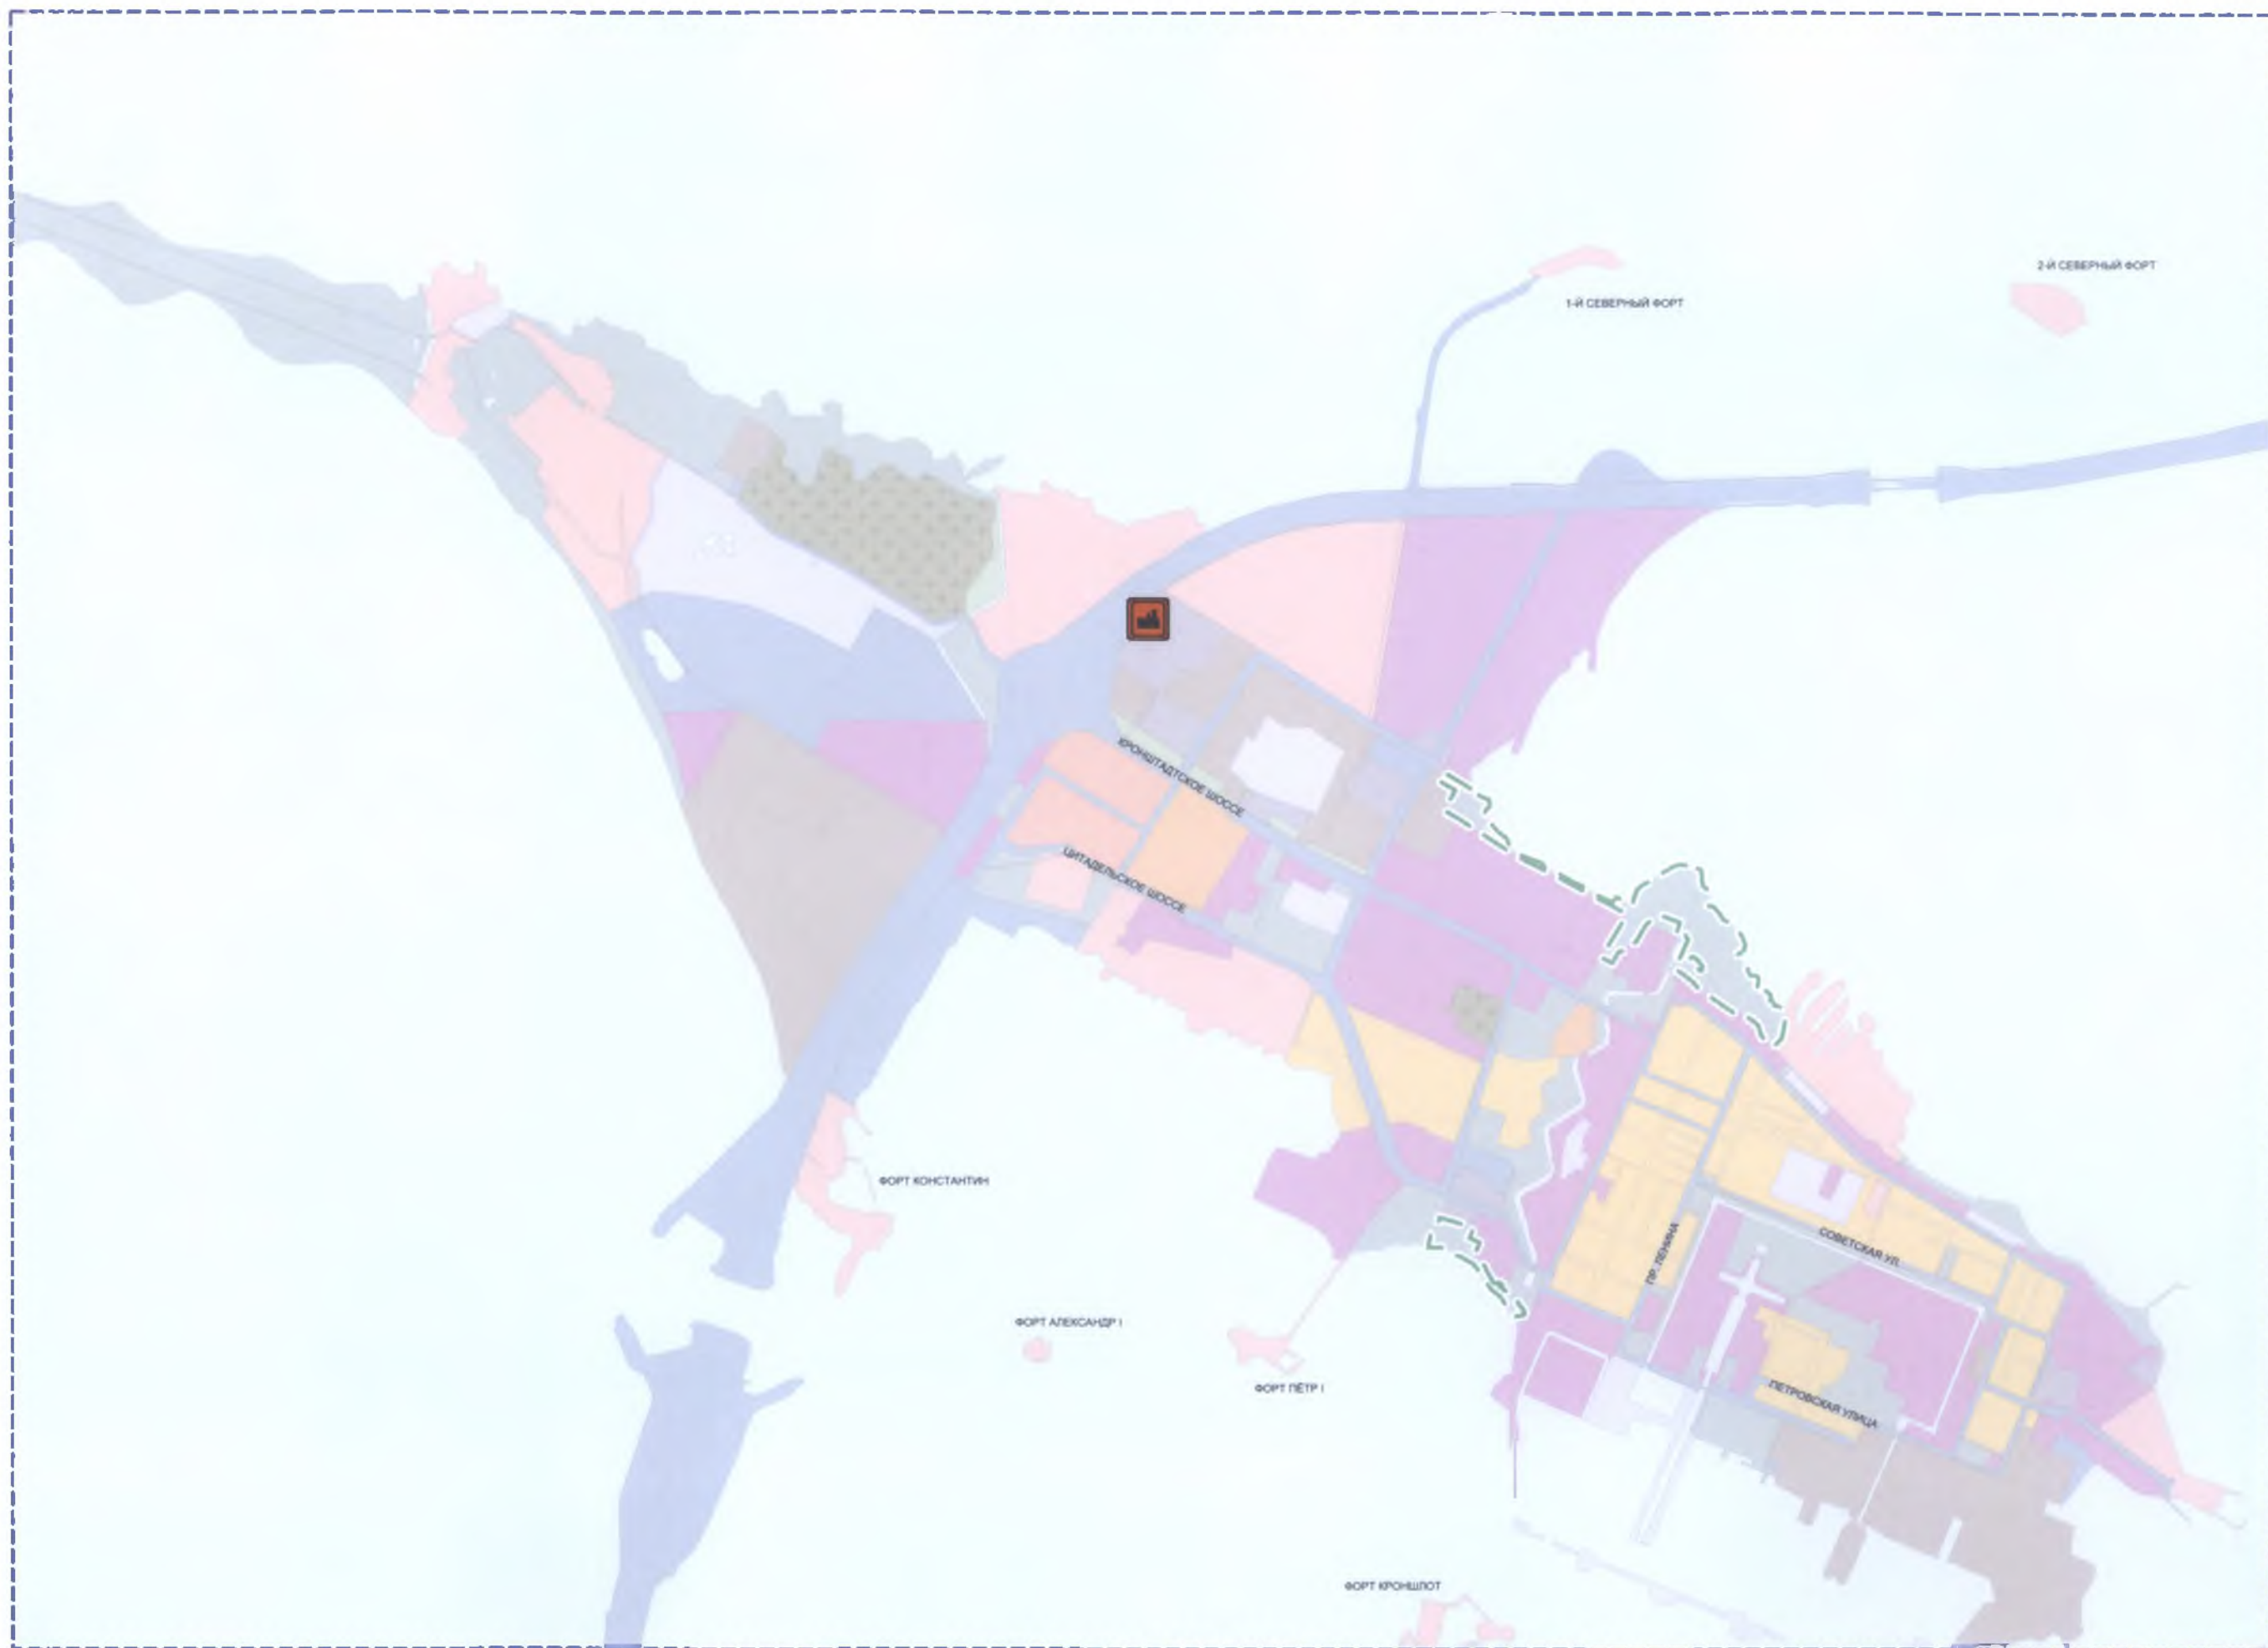 2-Й СЕВЕРНЫЙ ФОРТ
1-Й СЕВЕРНЫЙ ФОРТ
КРОНШТАДТСКОЕ ШОССЕ
ЦИТАДЕЛЬСКОЕ ШОССЕ
ФОРТ КОНСТАНТИН
СОВЕТСКАЯ УЛ.
ПР. ЛЕНИНА
ФОРТ АЛЕКСАНДР I
ФОРТ ПЁТР I
ПЕТРОВСКАЯ УЛИЦА
ФОРТ КРОНШЛОТ